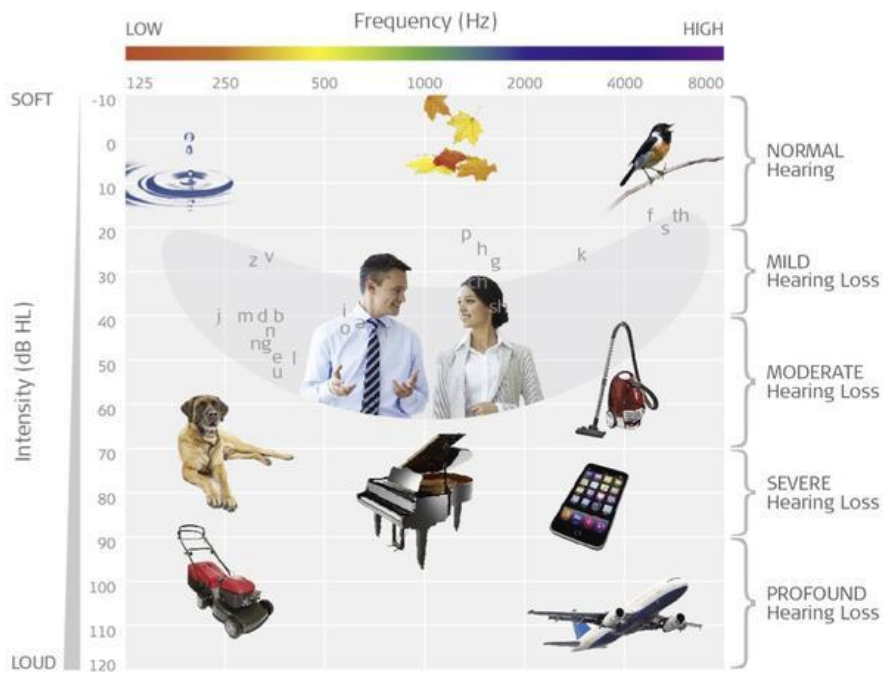 Frequency (Hz)
LOW
HIGH
125 250 500 1000 2000 4000 8000
SOFT
-10
0
10
20
30
40
50
60
70
80
90
100
110
120
LOUD
Intensity (dB HL)
NORMAL
Hearing
MILD
Hearing Loss
MODERATE
Hearing Loss
SEVERE
Hearing Loss
PROFOUND
Hearing Loss
f th
s
p
h
g
k
z v
ch
sh
j m d b
n
ng
e l
u
i
o a